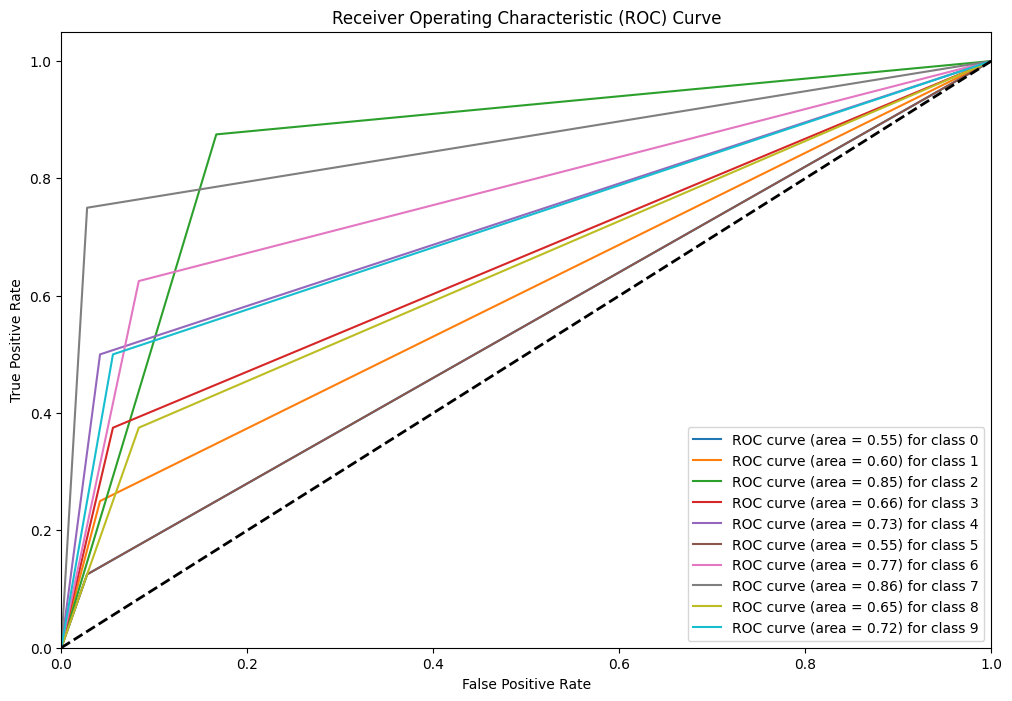 Receiver Operating Characteristic (ROC) Curve
True Positive Rate
1.0
0.8
0.6
0.4
0.2
0.0
ROC curve (area = 0.55) for class 0
ROC curve (area = 0.60) for class 1
ROC curve (area = 0.85) for class 2
ROC curve (area = 0.66) for class 3
ROC curve (area = 0.73) for class 4
ROC curve (area = 0.55) for class 5
ROC curve (area = 0.77) for class 6
ROC curve (area = 0.86) for class 7
ROC curve (area = 0.65) for class 8
ROC curve (area = 0.72) for class 9
0.0 0.2 0.4 0.6 0.8 1.0
False Positive Rate